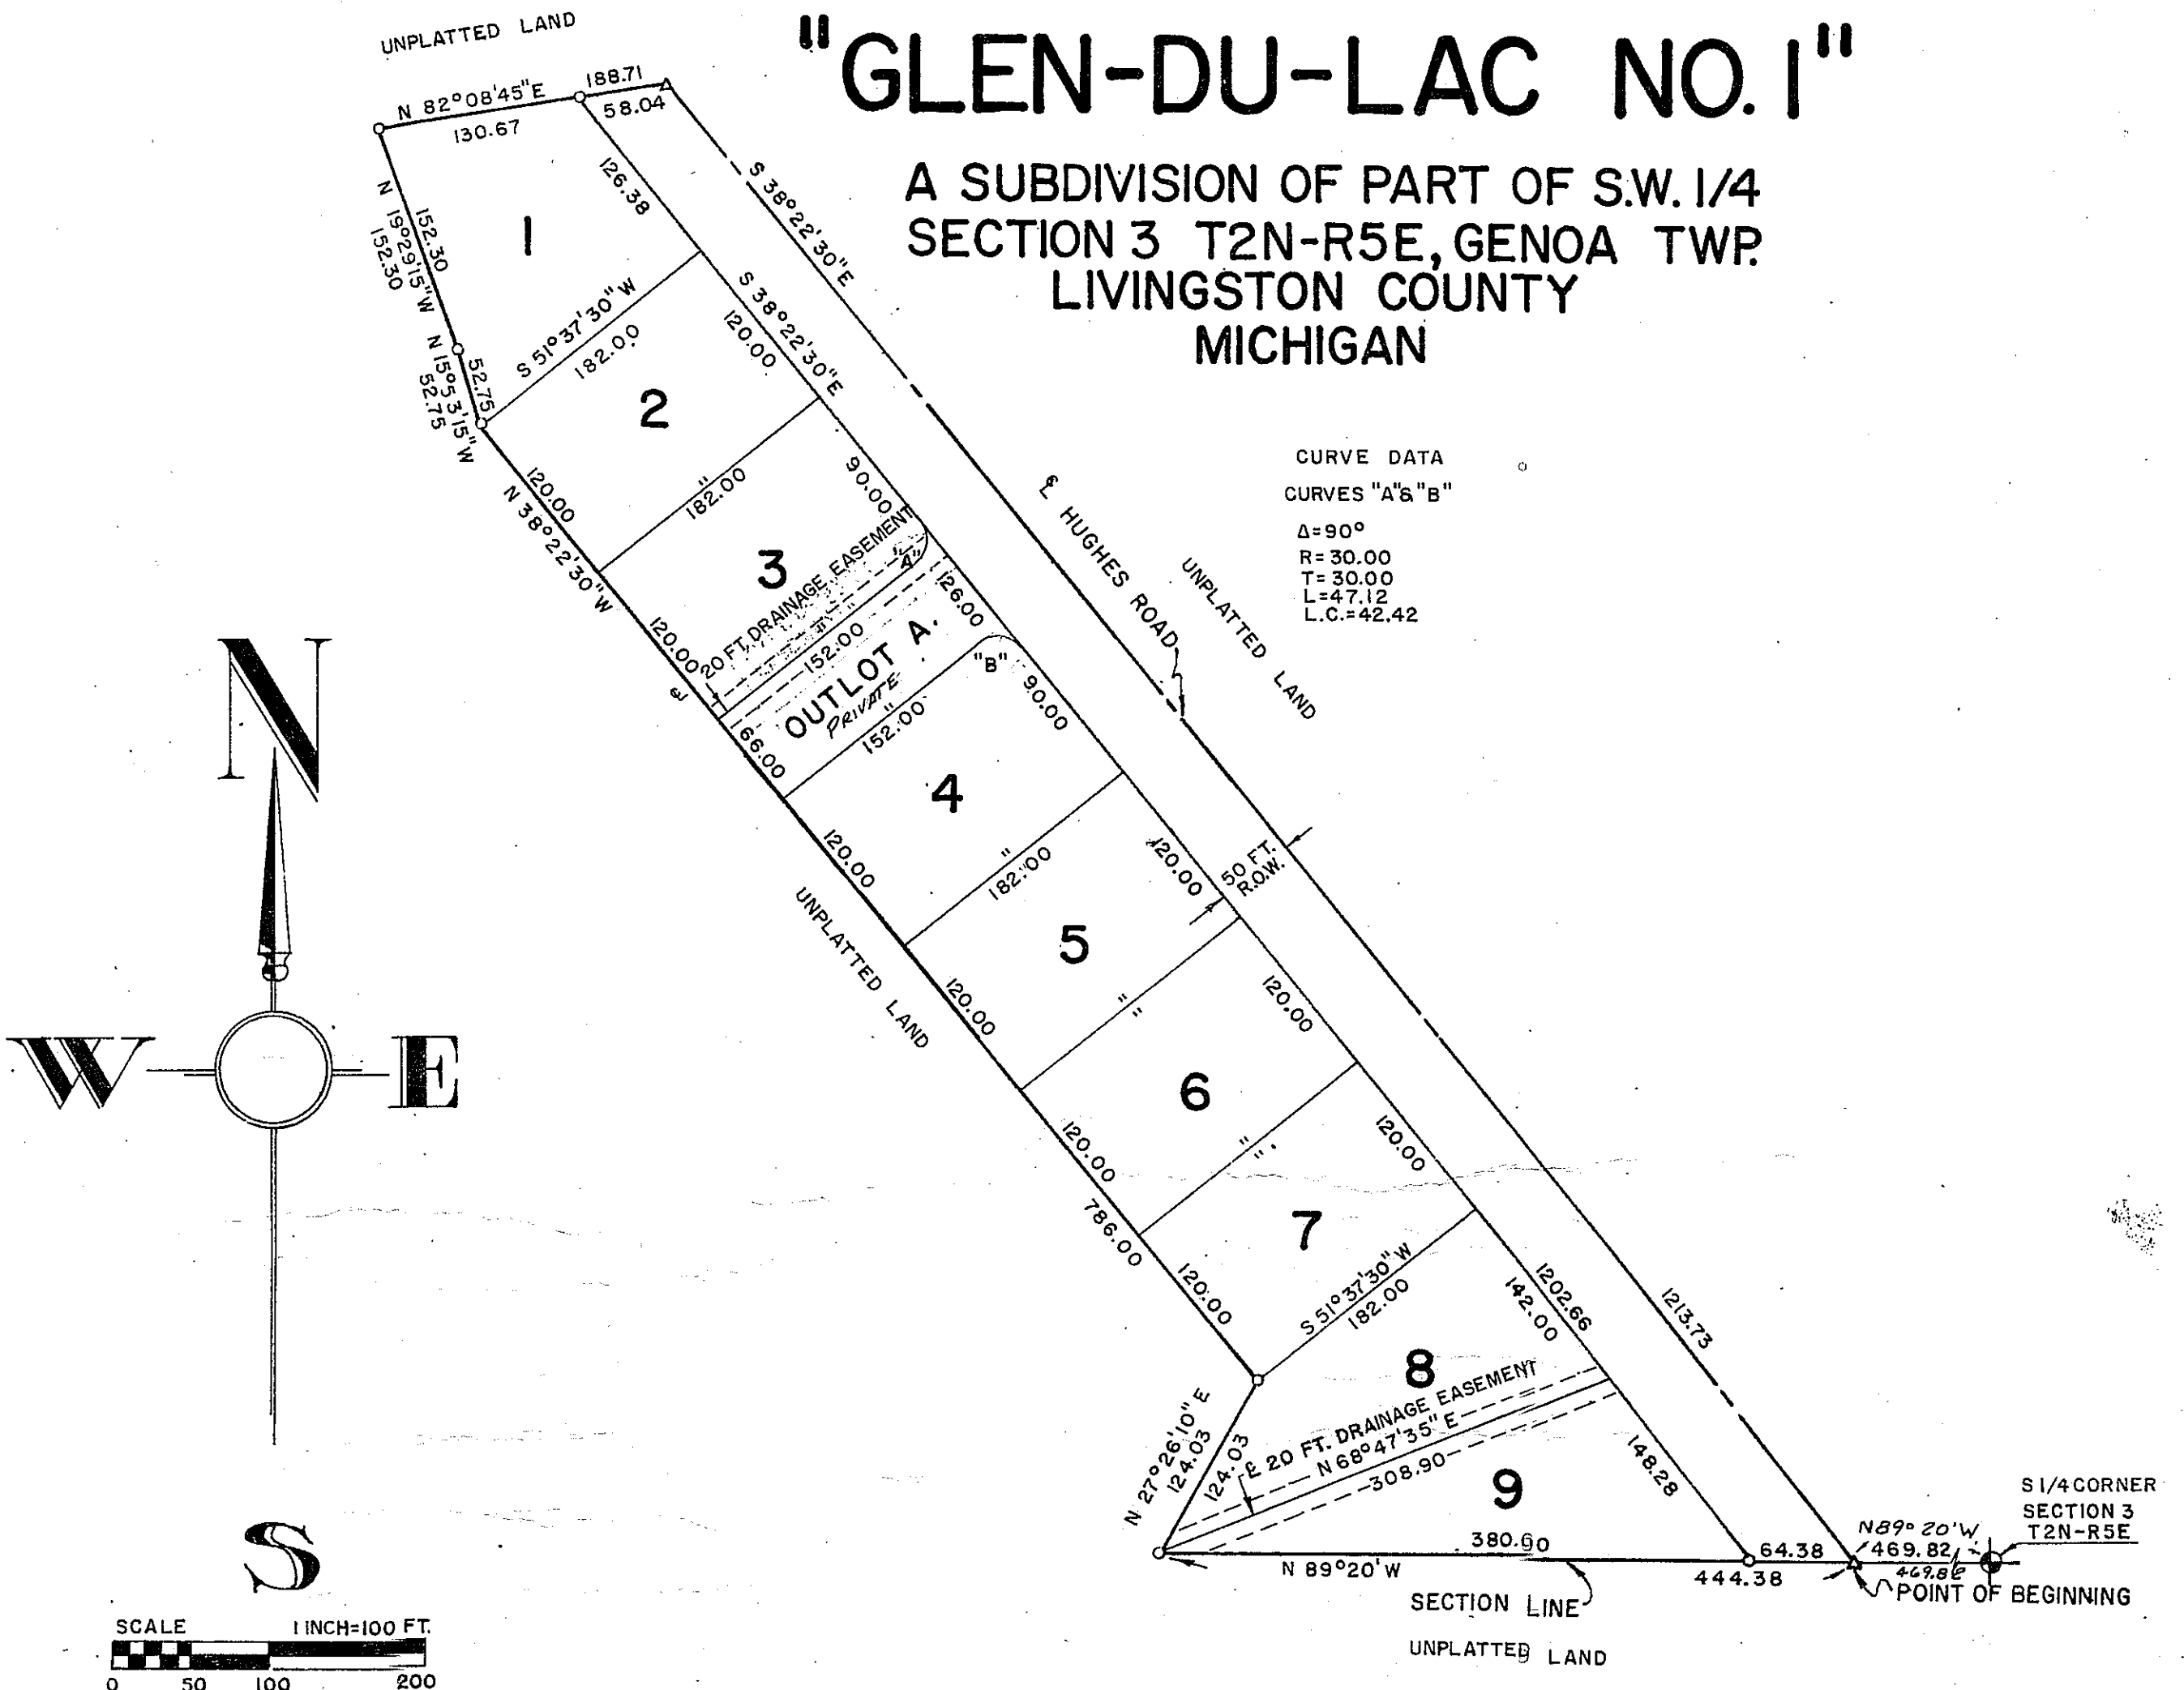 "GLEN-DU-LAC NO. 1"
A SUBDIVISION OF PART OF S.W. 1/4
SECTION 3 T2N-R5E, GENOA TWP.
LIVINGSTON COUNTY
MICHIGAN
UNPLATTED LAND
N 82°08'45"E
130.67
188.71
58.04
S 38°22'30"E
126.38
N 19°29'15"W
152.30
152.30
1
S 51°37'30"W
182.00
S 38°22'30"E
120.00
N 15°53'15"W
52.75
52.75
2
120.00
N 38°22'30"W
"
182.00
90.00
3
20 FT. DRAINAGE EASEMENT
"A"
120.00
152.00
126.00
OUTLOT A.
PRIVATE
66.00
"
152.00
"B"
90.00
CURVE DATA
CURVES "A"&"B"
Δ=90°
R=30.00
T=30.00
L=47.12
L.C.=42.42
℄ HUGHES ROAD
UNPLATTED LAND
4
120.00
"
182.00
120.00
50 FT.
R.O.W.
UNPLATTED LAND
5
120.00
"
"
120.00
6
120.00
"
"
120.00
786.00
7
120.00
S 51°37'30"W
182.00
1202.66
142.00
1213.73
8
N 27°26'10"E
124.03
124.03
℄ 20 FT. DRAINAGE EASEMENT
N 68°47'35"E
308.90
148.28
9
380.00
N 89°20'W
64.38
444.38
N89°20'W
469.82
469.82
S 1/4 CORNER
SECTION 3
T2N-R5E
POINT OF BEGINNING
SECTION LINE
UNPLATTED LAND
N
W
E
S
SCALE 1 INCH=100 FT.
0 50 100 200